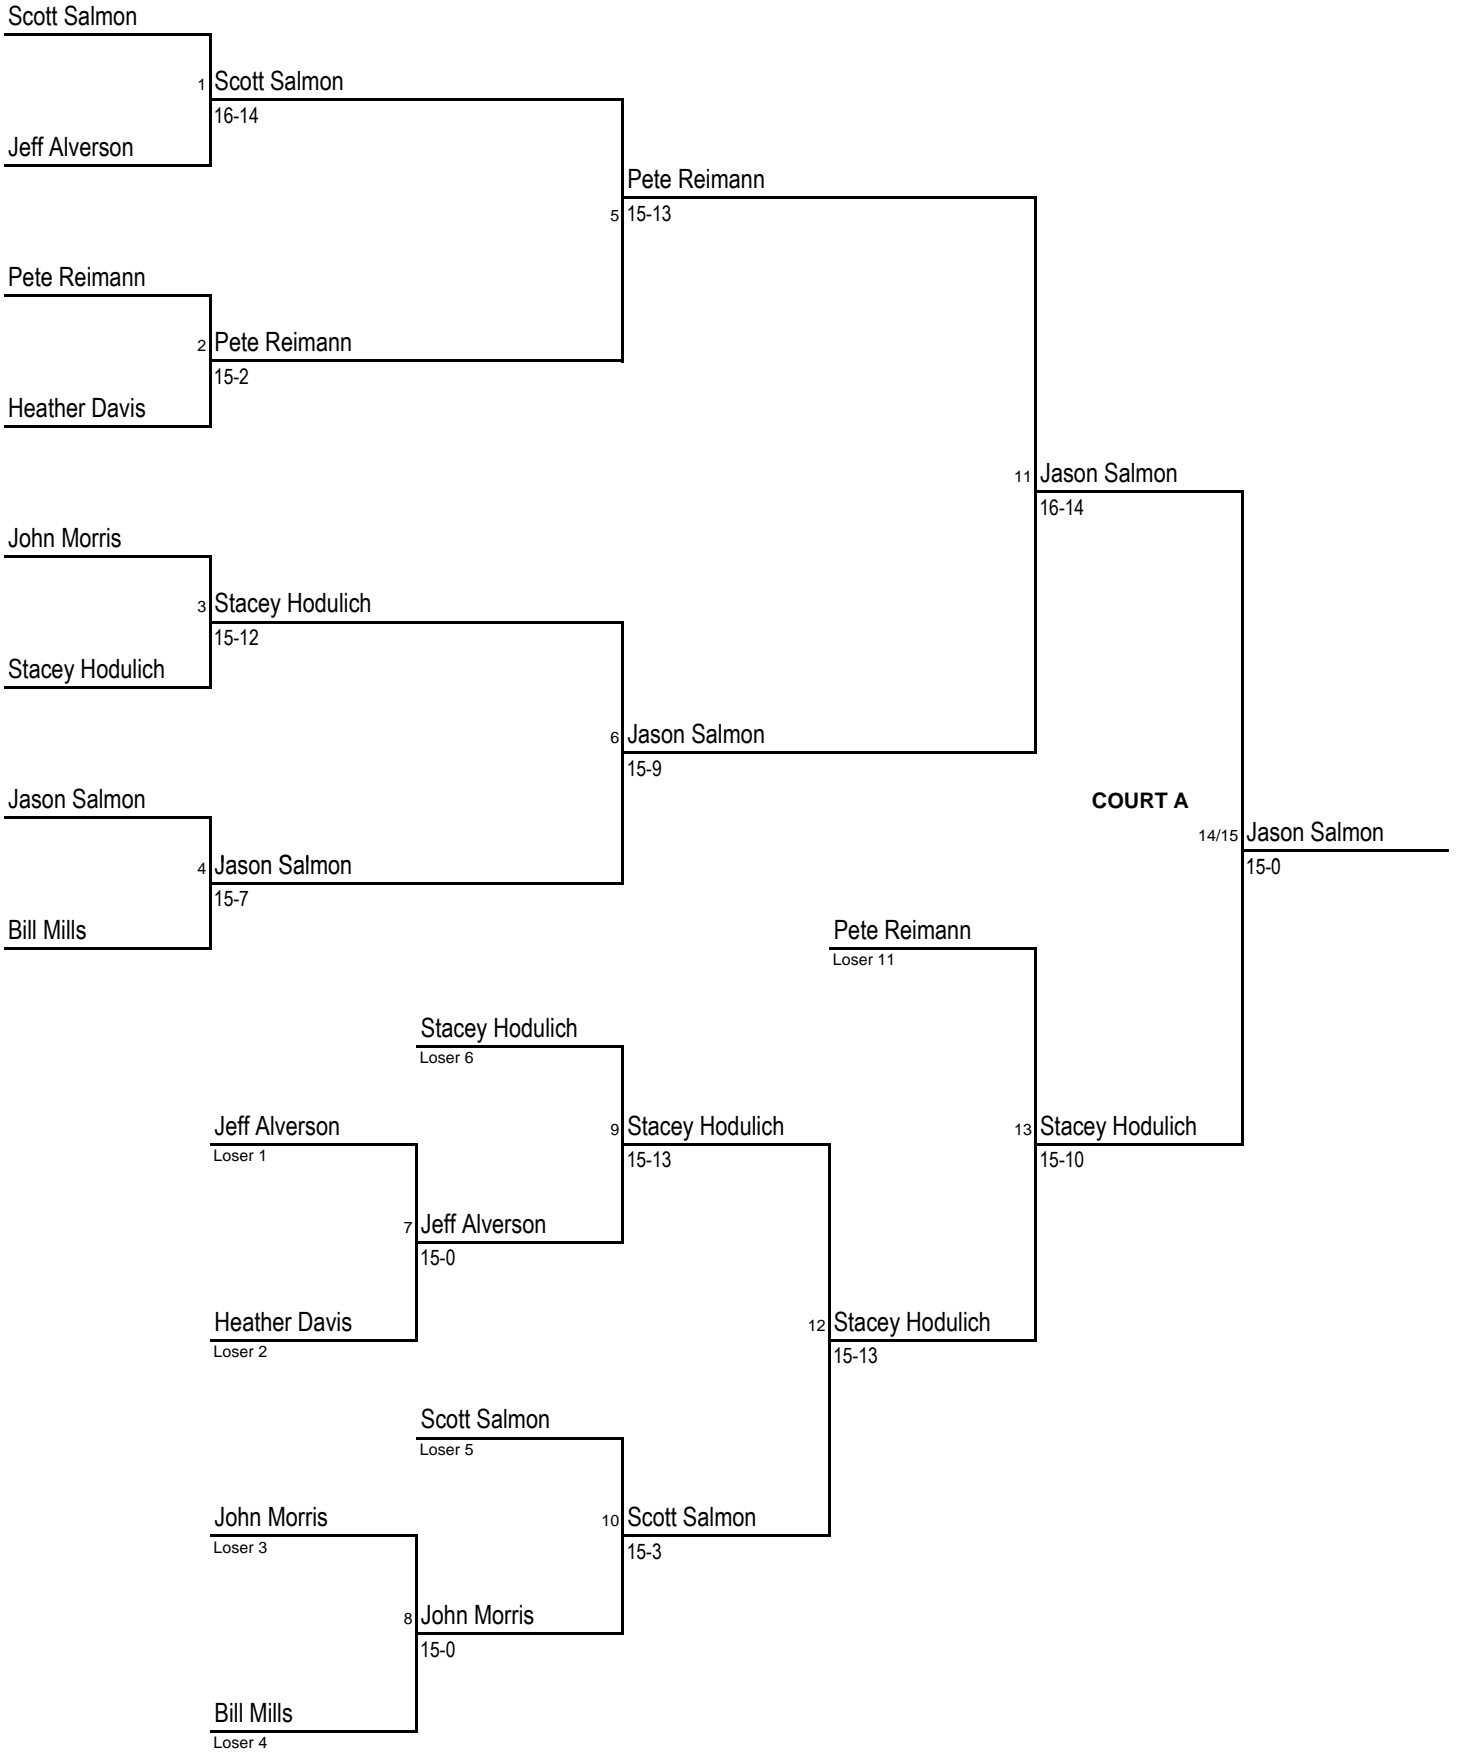 Scott Salmon
1 Scott Salmon
16-14
Jeff Alverson
Pete Reimann
5 15-13
Pete Reimann
2 Pete Reimann
15-2
Heather Davis
11 Jason Salmon
16-14
John Morris
3 Stacey Hodulich
15-12
Stacey Hodulich
6 Jason Salmon
15-9
Jason Salmon
COURT A
14/15 Jason Salmon
15-0
4 Jason Salmon
15-7
Bill Mills
Pete Reimann
Loser 11
Stacey Hodulich
Loser 6
Jeff Alverson
Loser 1
9 Stacey Hodulich
15-13
13 Stacey Hodulich
15-10
7 Jeff Alverson
15-0
Heather Davis
Loser 2
12 Stacey Hodulich
15-13
Scott Salmon
Loser 5
John Morris
Loser 3
10 Scott Salmon
15-3
8 John Morris
15-0
Bill Mills
Loser 4